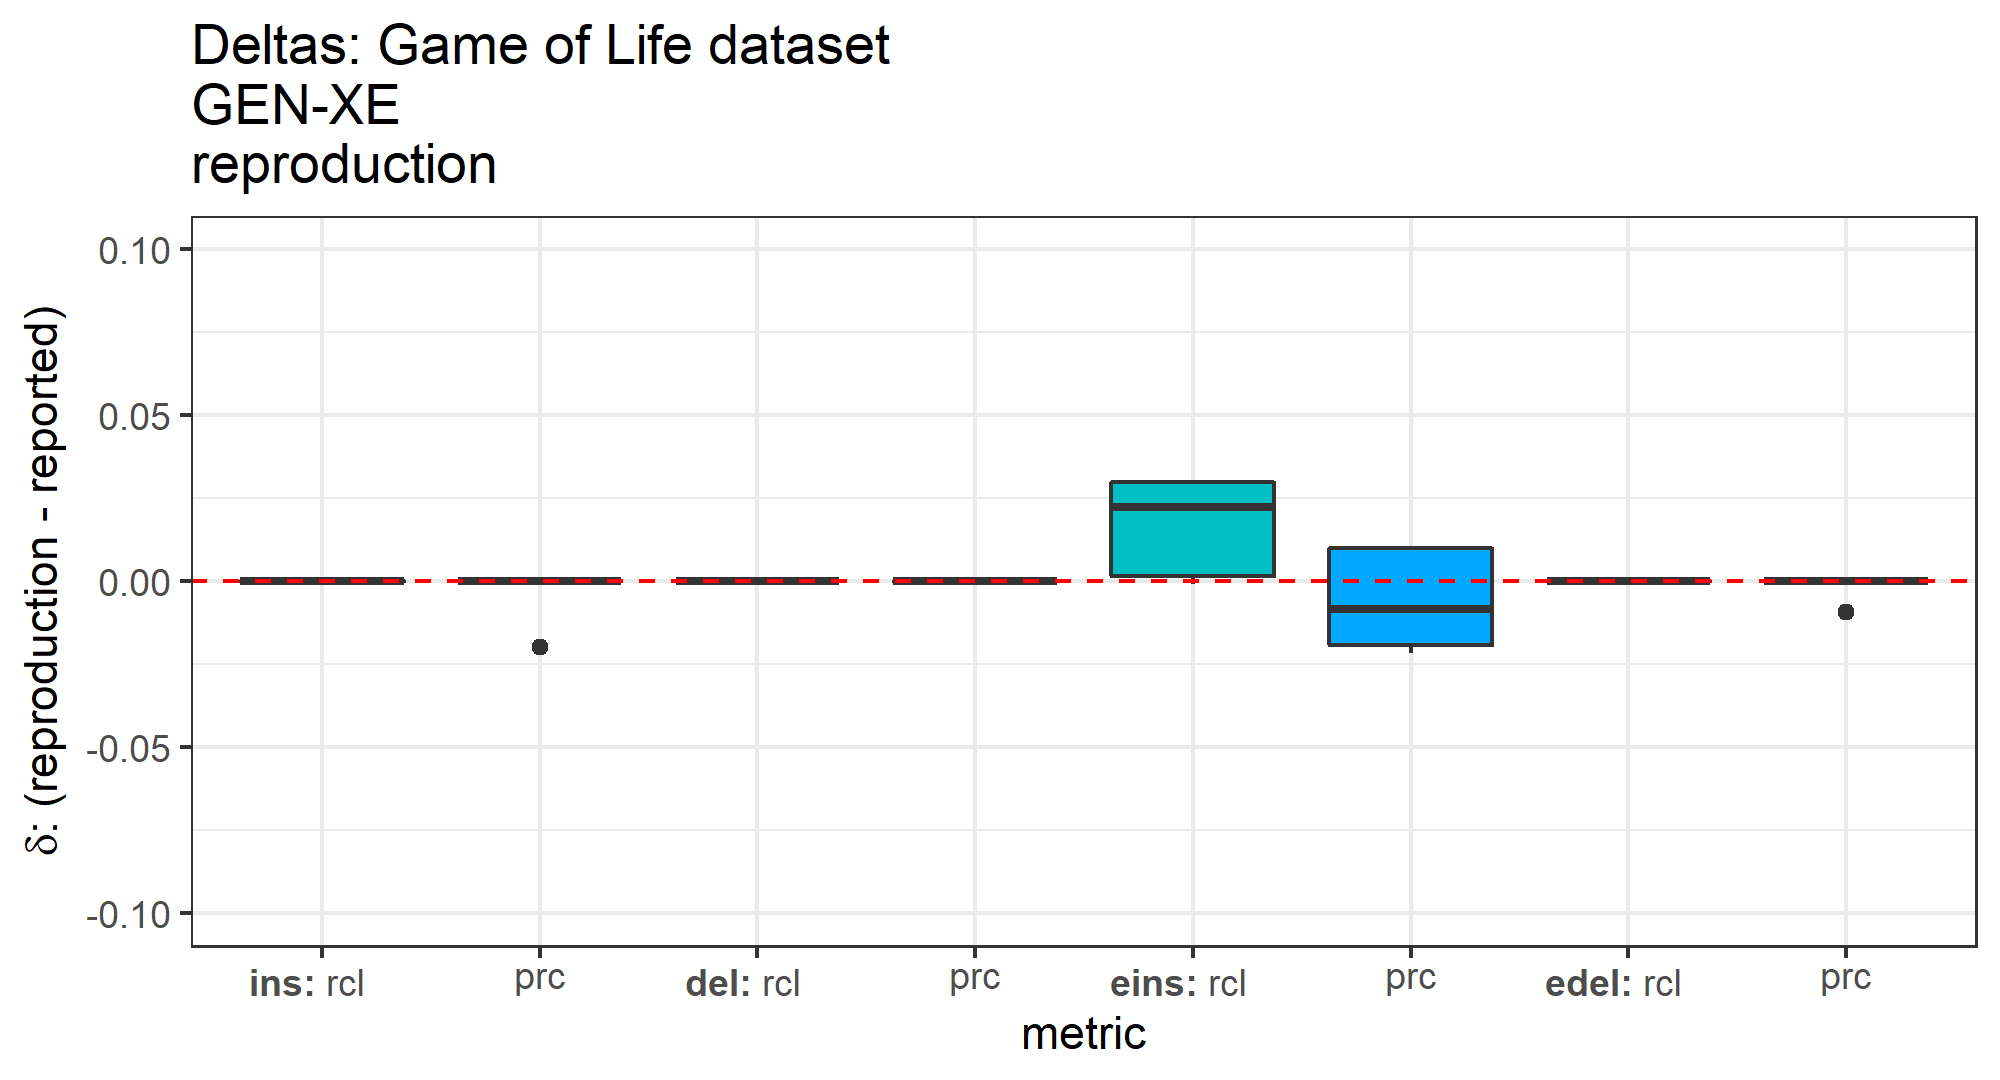 Deltas: Game of Life dataset
GEN-XE
reproduction
δ: (reproduction - reported)
0.10
0.05
0.00
-0.05
-0.10
ins: rcl prc del: rcl prc eins: rcl prc edel: rcl prc
metric